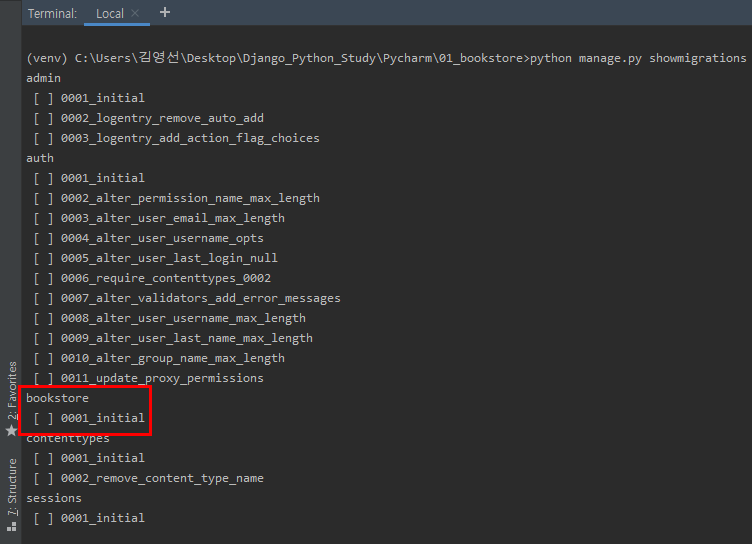 Terminal: Local × +
(venv) C:\Users\김영선\Desktop\Django_Python_Study\Pycharm\01_bookstore>python manage.py showmigrations
admin
[ ] 0001_initial
[ ] 0002_logentry_remove_auto_add
[ ] 0003_logentry_add_action_flag_choices
auth
[ ] 0001_initial
[ ] 0002_alter_permission_name_max_length
[ ] 0003_alter_user_email_max_length
[ ] 0004_alter_user_username_opts
[ ] 0005_alter_user_last_login_null
[ ] 0006_require_contenttypes_0002
[ ] 0007_alter_validators_add_error_messages
[ ] 0008_alter_user_username_max_length
[ ] 0009_alter_user_last_name_max_length
[ ] 0010_alter_group_name_max_length
[ ] 0011_update_proxy_permissions
bookstore
[ ] 0001_initial
contenttypes
[ ] 0001_initial
[ ] 0002_remove_content_type_name
sessions
[ ] 0001_initial
2: Favorites
7: Structure